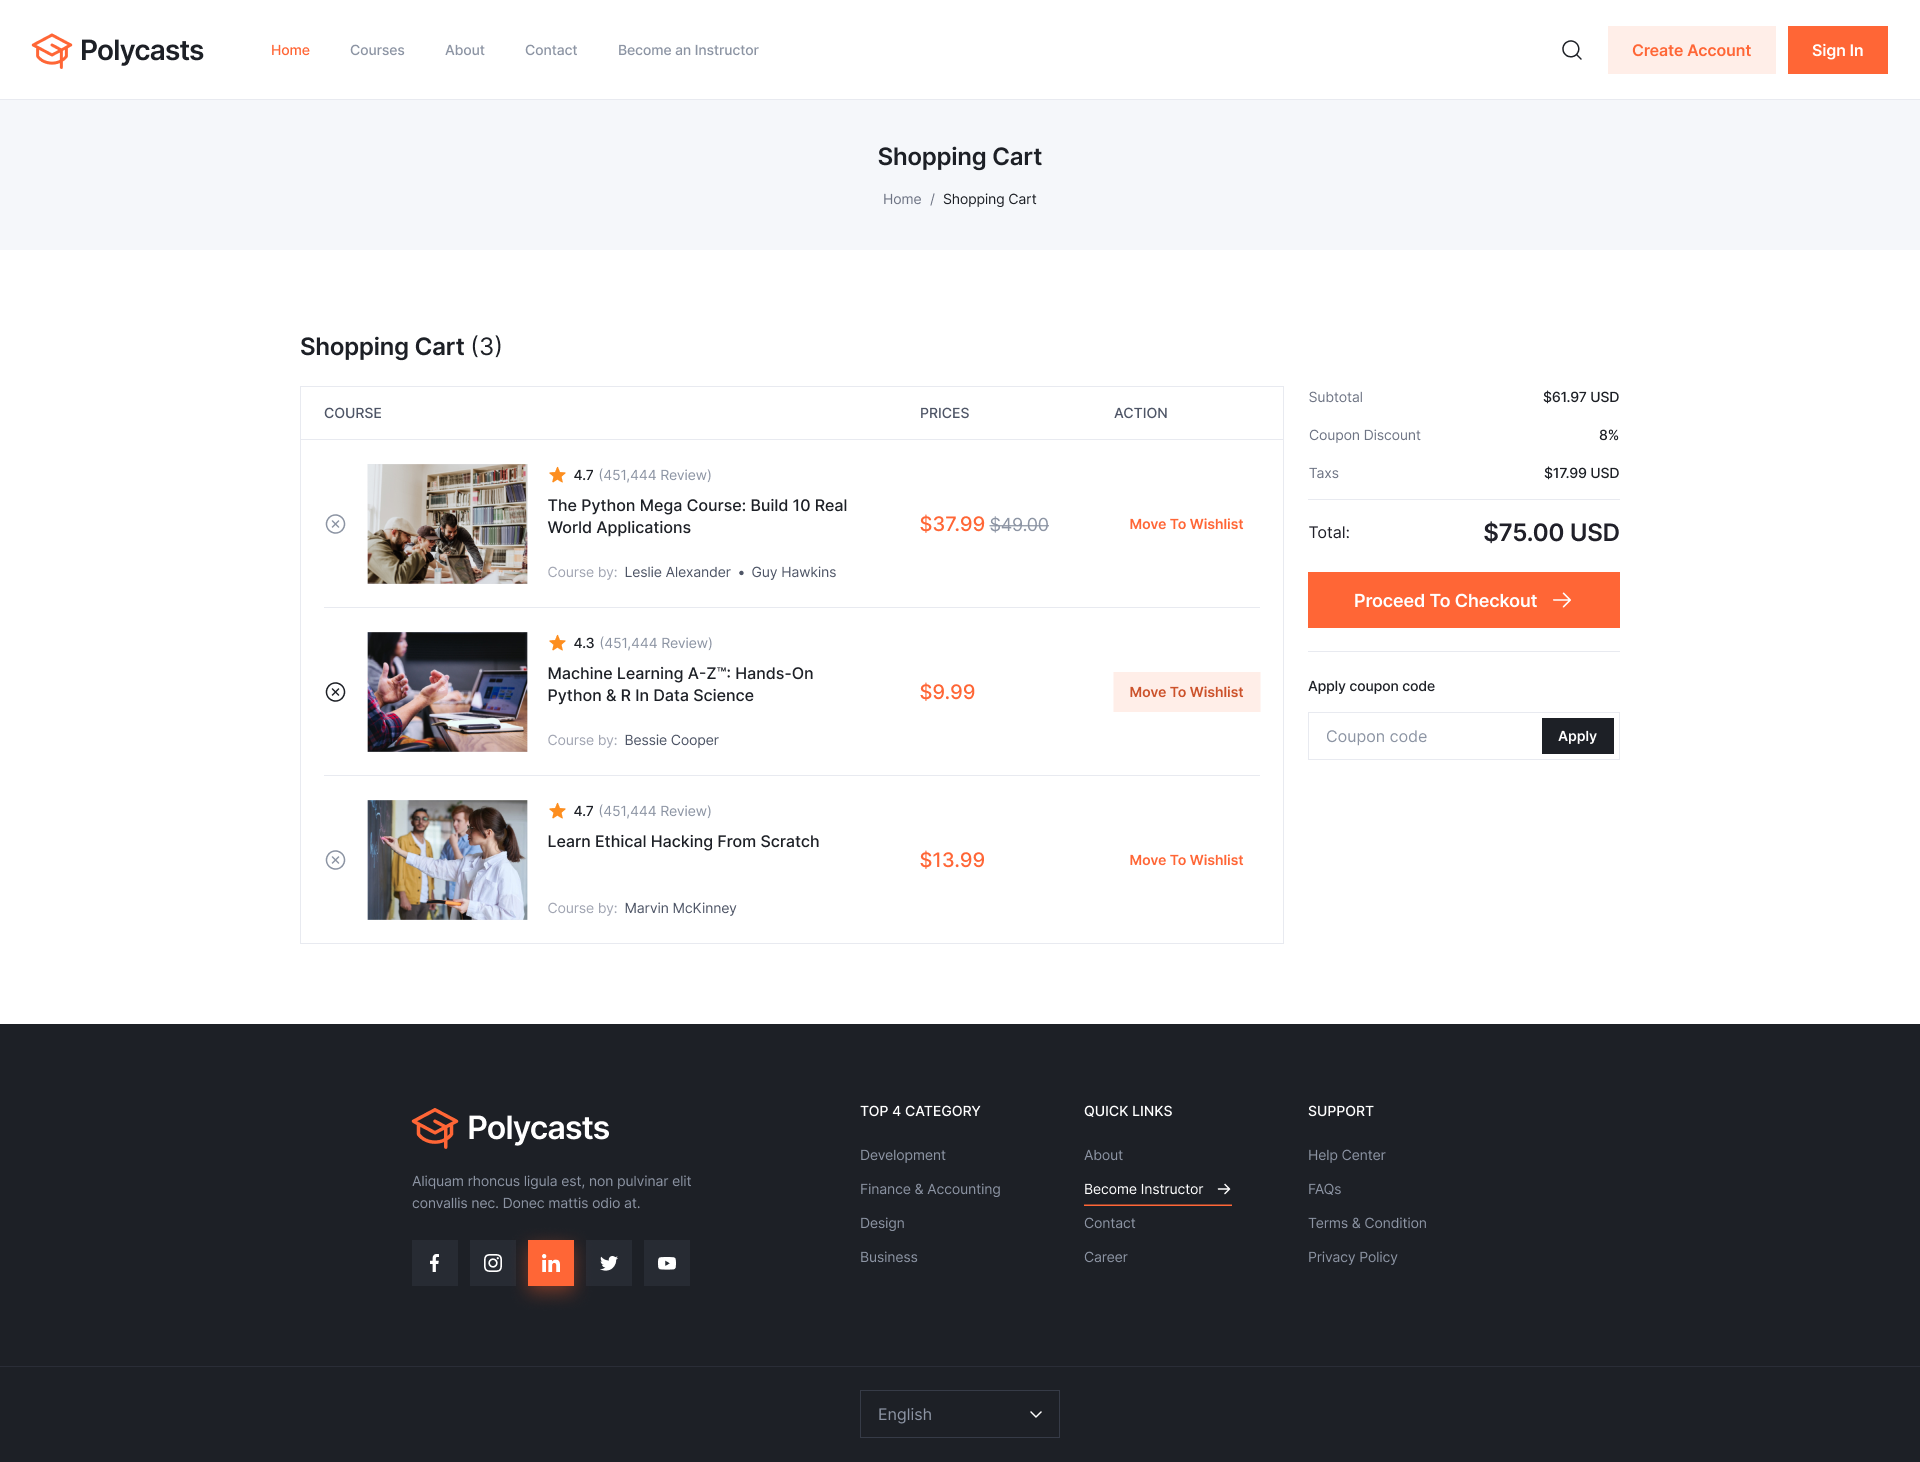 Polycasts
Home
Courses
About
Contact
Become an Instructor
Create Account
Sign In
Shopping Cart
Home / Shopping Cart
Shopping Cart (3)
COURSE
PRICES
ACTION
4.7 (451,444 Review)
The Python Mega Course: Build 10 Real
World Applications
Course by: Leslie Alexander • Guy Hawkins
$37.99 $49.00
Move To Wishlist
4.3 (451,444 Review)
Machine Learning A-Z™: Hands-On
Python & R In Data Science
Course by: Bessie Cooper
$9.99
Move To Wishlist
4.7 (451,444 Review)
Learn Ethical Hacking From Scratch
Course by: Marvin McKinney
$13.99
Move To Wishlist
Subtotal $61.97 USD
Coupon Discount 8%
Taxs $17.99 USD
Total: $75.00 USD
Proceed To Checkout
Apply coupon code
Coupon code
Apply
Polycasts
Aliquam rhoncus ligula est, non pulvinar elit
convallis nec. Donec mattis odio at.
TOP 4 CATEGORY
Development
Finance & Accounting
Design
Business
QUICK LINKS
About
Become Instructor
Contact
Career
SUPPORT
Help Center
FAQs
Terms & Condition
Privacy Policy
English